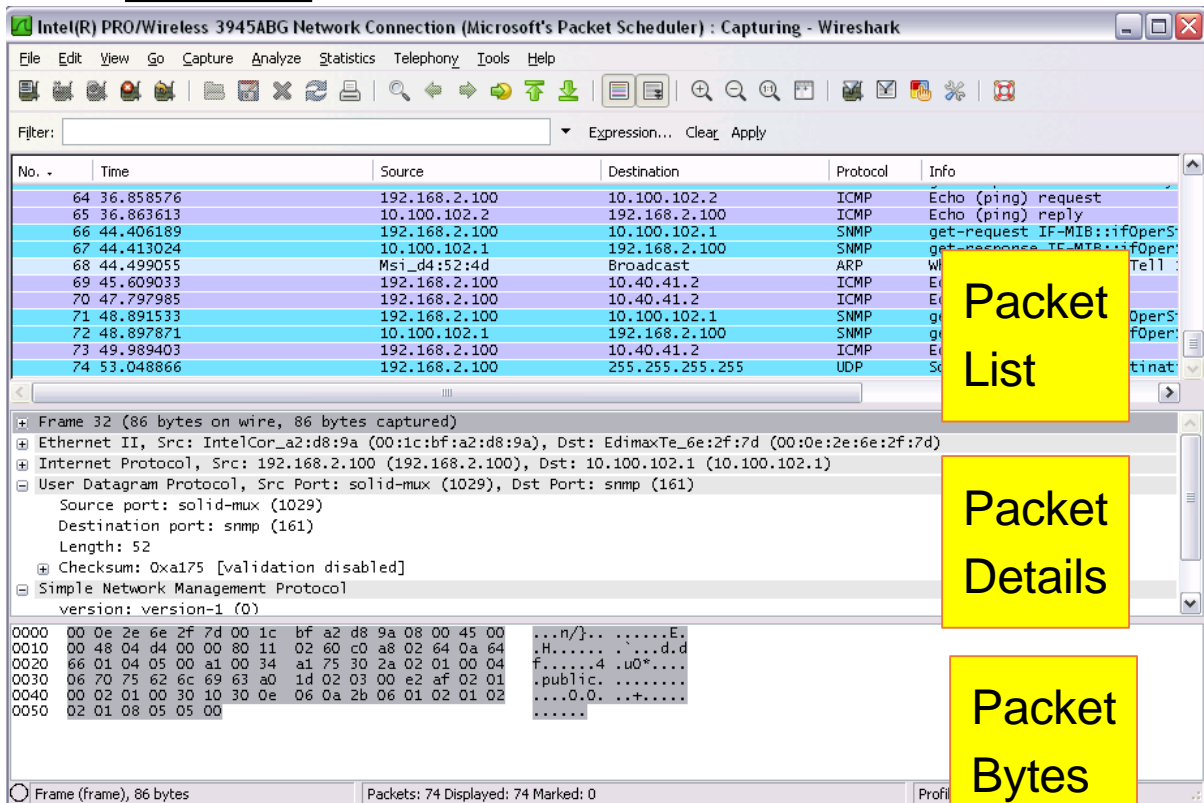 Intel(R) PRO/Wireless 3945ABG Network Connection (Microsoft's Packet Scheduler) : Capturing - Wireshark
File Edit View Go Capture Analyze Statistics Telephony Tools Help
Filter: Expression... Clear Apply
No. Time Source Destination Protocol Info
64 36.858576 192.168.2.100 10.100.102.2 ICMP Echo (ping) request
65 36.863613 10.100.102.2 192.168.2.100 ICMP Echo (ping) reply
66 44.406189 192.168.2.100 10.100.102.1 SNMP get-request IF-MIB::ifOperS
67 44.413024 10.100.102.1 192.168.2.100 SNMP get-response IF-MIB::ifOper
68 44.499055 Msi_d4:52:4d Broadcast ARP Tell
69 45.609033 192.168.2.100 10.40.41.2 ICMP
70 47.797985 192.168.2.100 10.40.41.2 ICMP
71 48.891533 192.168.2.100 10.100.102.1 SNMP OperS
72 48.897871 10.100.102.1 192.168.2.100 SNMP fOper
73 49.989403 192.168.2.100 10.40.41.2 ICMP
74 53.048866 192.168.2.100 255.255.255.255 UDP tinat
Packet
List
Frame 32 (86 bytes on wire, 86 bytes captured)
Ethernet II, Src: IntelCor_a2:d8:9a (00:1c:bf:a2:d8:9a), Dst: EdimaxTe_6e:2f:7d (00:0e:2e:6e:2f:7d)
Internet Protocol, Src: 192.168.2.100 (192.168.2.100), Dst: 10.100.102.1 (10.100.102.1)
User Datagram Protocol, Src Port: solid-mux (1029), Dst Port: snmp (161)
Source port: solid-mux (1029)
Destination port: snmp (161)
Length: 52
Checksum: 0xa175 [validation disabled]
Simple Network Management Protocol
version: version-1 (0)
Packet
Details
0000 00 0e 2e 6e 2f 7d 00 1c bf a2 d8 9a 08 00 45 00 ...n/}.. ......E.
0010 00 48 04 d4 00 00 80 11 02 60 c0 a8 02 64 0a 64 .H...... .`...d.d
0020 66 01 04 05 00 a1 00 34 a1 75 30 2a 02 01 00 04 f......4 .u0*....
0030 06 70 75 62 6c 69 63 a0 1d 02 03 00 e2 af 02 01 .public. ........
0040 00 02 01 00 30 10 30 0e 06 0a 2b 06 01 02 01 02 ....0.0. ..+.....
0050 02 01 08 05 05 00 ......
Packet
Bytes
Frame (frame), 86 bytes Packets: 74 Displayed: 74 Marked: 0 Profil